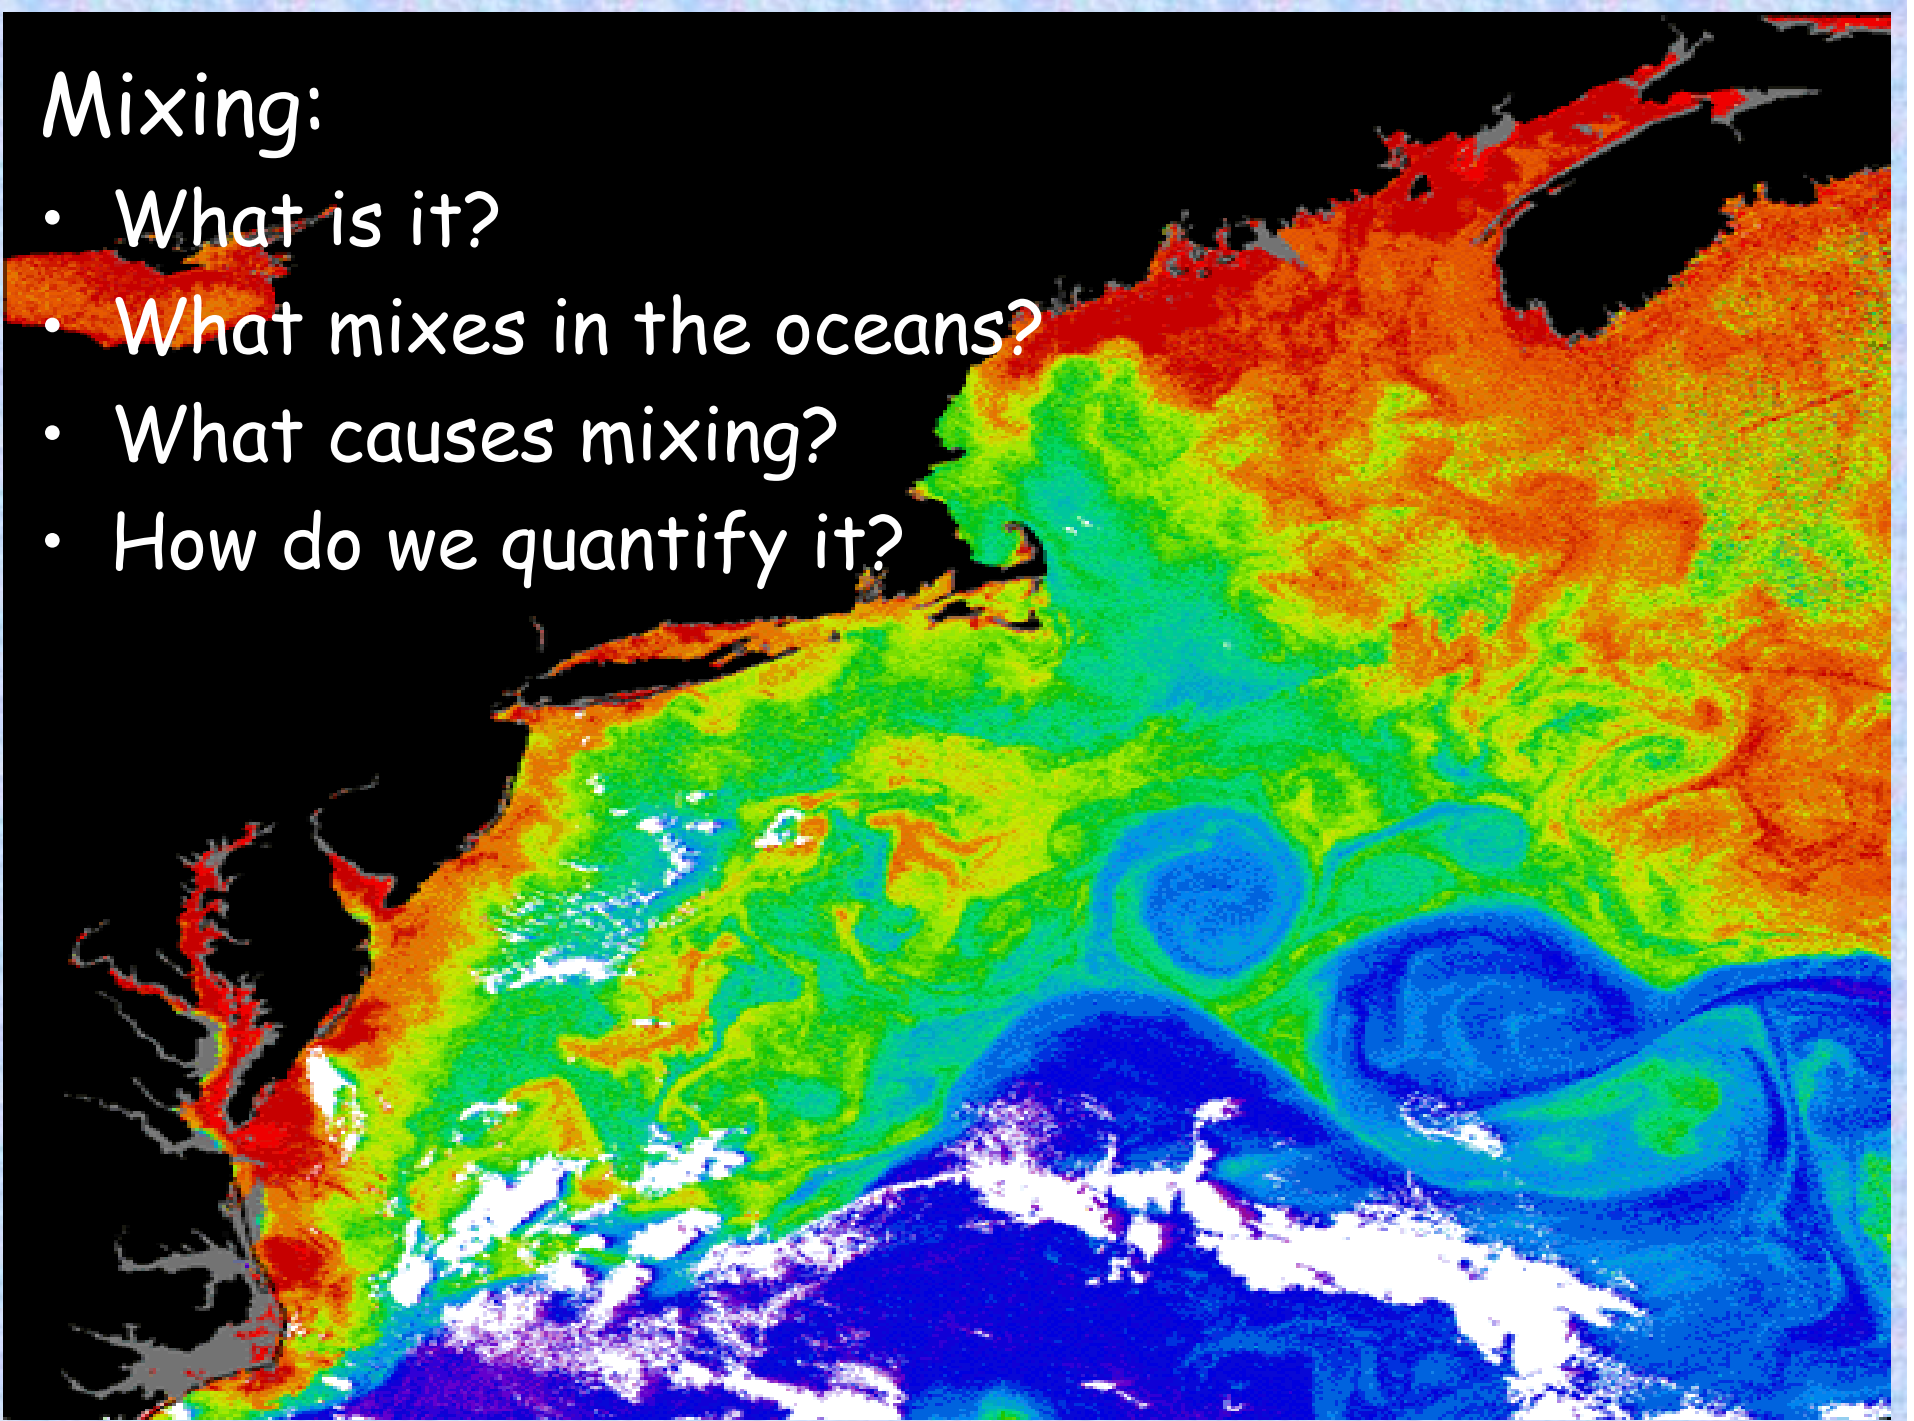 Mixing:
• What is it?
• What mixes in the oceans?
• What causes mixing?
• How do we quantify it?